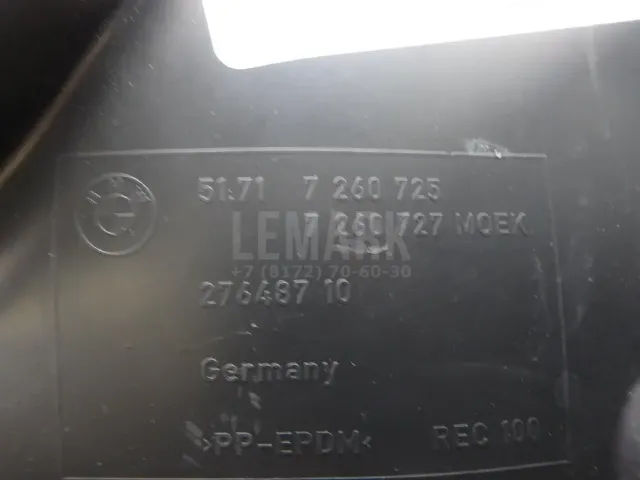 BMW
51.71 7 260 725
7 260 727 MOEK
LEMARK
+7 (8172) 70-60-30
276487 10
Germany
>PP-EPDM<
REC 100